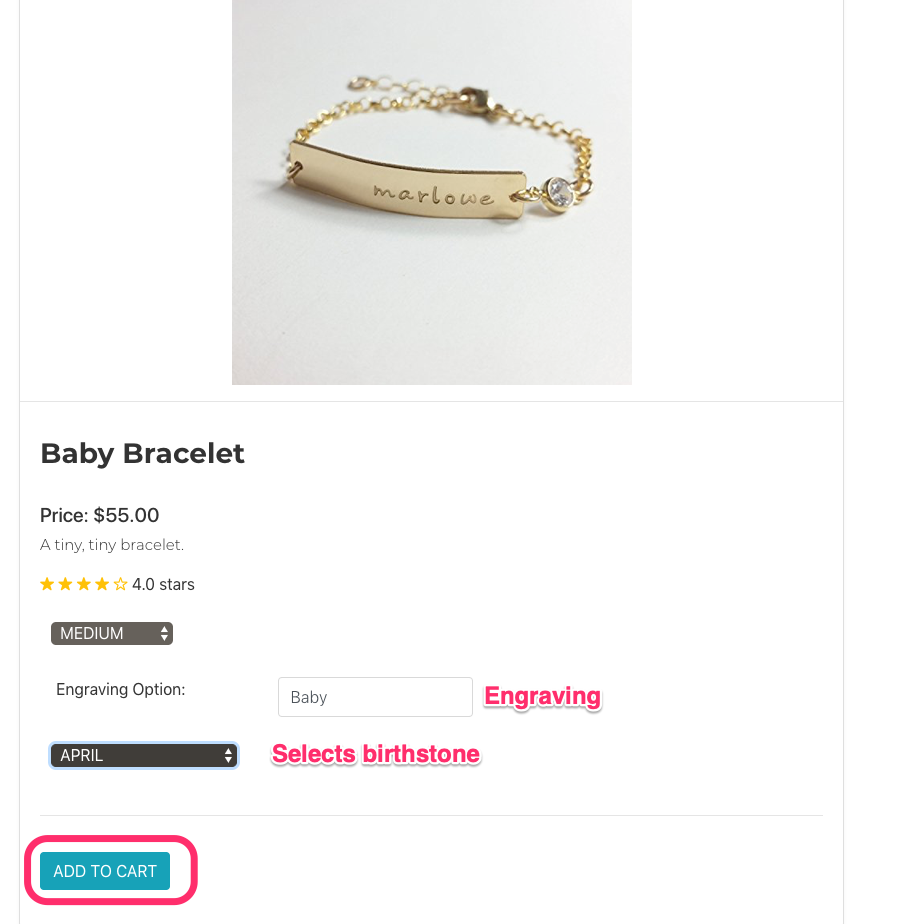 marlowe
Baby Bracelet
Price: $55.00
A tiny, tiny bracelet.
4.0 stars
MEDIUM
Engraving Option:
Baby
Engraving
APRIL
Selects birthstone
ADD TO CART